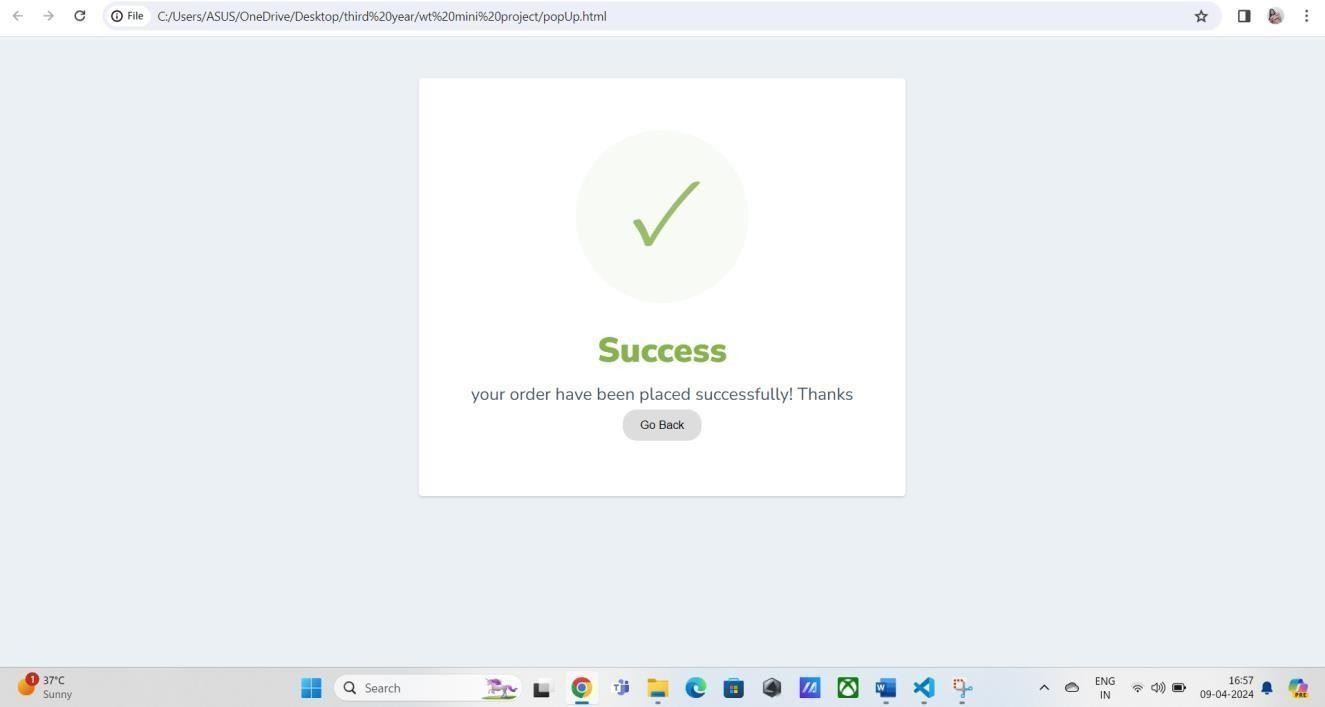 File C:/Users/ASUS/OneDrive/Desktop/third%20year/wt%20mini%20project/popUp.html
Success
your order have been placed successfully! Thanks
Go Back
1 37°C
Sunny
Search
ENG
IN
16:57
09-04-2024
PRE